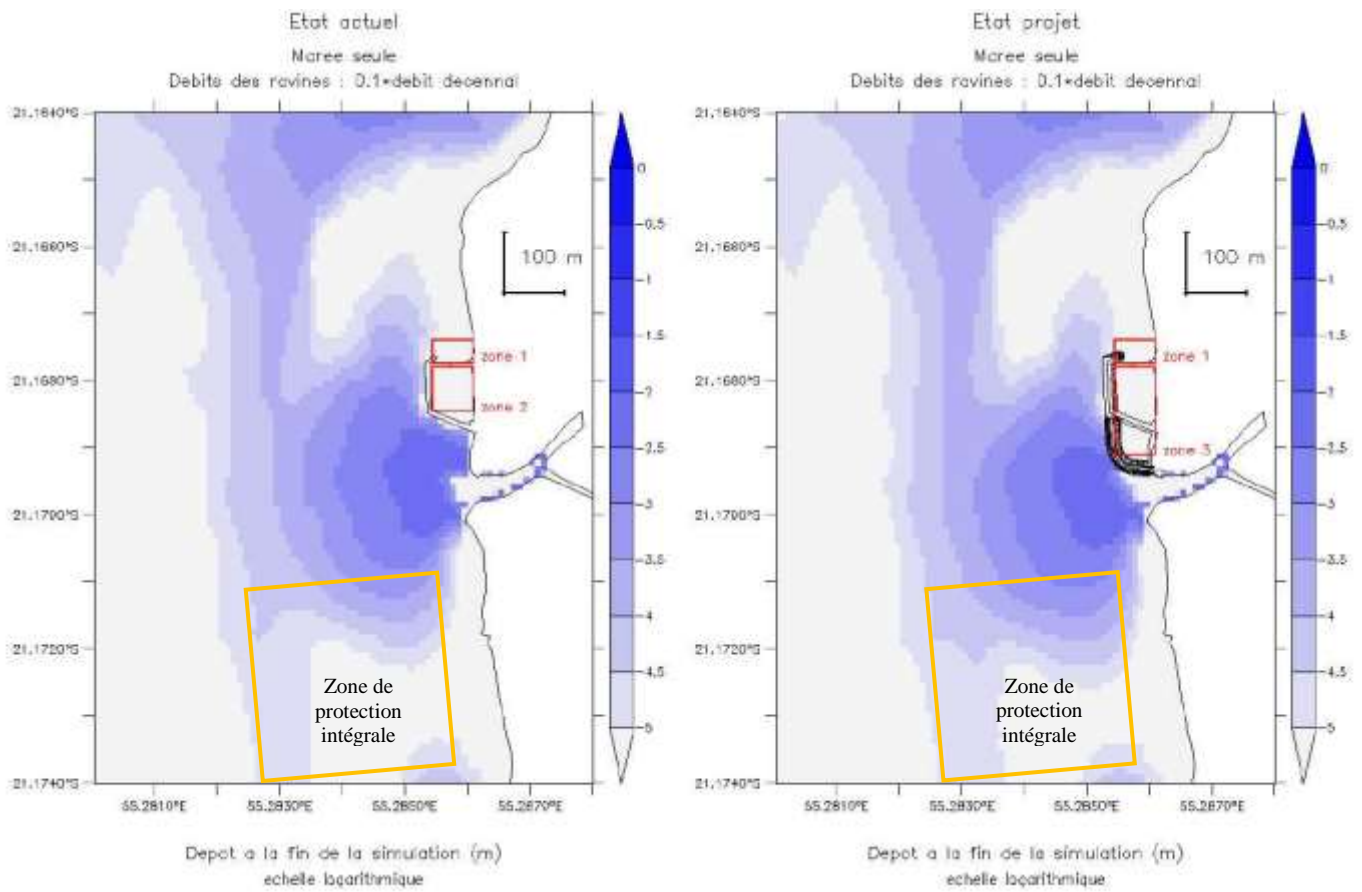 Etat actuel
Maree seule
Debits des ravines : 0.1*debit decennal
21.1640°S
21.1660°S
21.1680°S
21.1700°S
21.1720°S
21.1740°S
55.2810°E
55.2830°E
55.2850°E
55.2870°E
100 m
zone 1
zone 2
Zone de
protection
intégrale
0
-0.5
-1
-1.5
-2
-2.5
-3
-3.5
-4
-4.5
-5
Depot a la fin de la simulation (m)
echelle logarithmique
Etat projet
Maree seule
Debits des ravines : 0.1*debit decennal
21.1640°S
21.1660°S
21.1680°S
21.1700°S
21.1720°S
21.1740°S
55.2810°E
55.2830°E
55.2850°E
55.2870°E
100 m
zone 1
zone 3
Zone de
protection
intégrale
0
-0.5
-1
-1.5
-2
-2.5
-3
-3.5
-4
-4.5
-5
Depot a la fin de la simulation (m)
echelle logarithmique